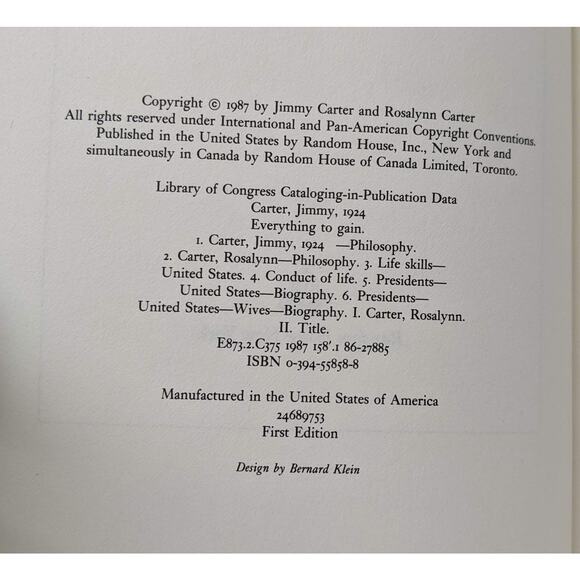 Copyright © 1987 by Jimmy Carter and Rosalynn Carter
All rights reserved under International and Pan-American Copyright Conventions.
Published in the United States by Random House, Inc., New York and
simultaneously in Canada by Random House of Canada Limited, Toronto.
Library of Congress Cataloging-in-Publication Data
Carter, Jimmy, 1924
Everything to gain.
1. Carter, Jimmy, 1924 —Philosophy.
2. Carter, Rosalynn—Philosophy. 3. Life skills—
United States. 4. Conduct of life. 5. Presidents—
United States—Biography. 6. Presidents—
United States—Wives—Biography. I. Carter, Rosalynn.
II. Title.
E873.2.C375 1987 158'.1 86-27885
ISBN 0-394-55858-8
Manufactured in the United States of America
24689753
First Edition
Design by Bernard Klein